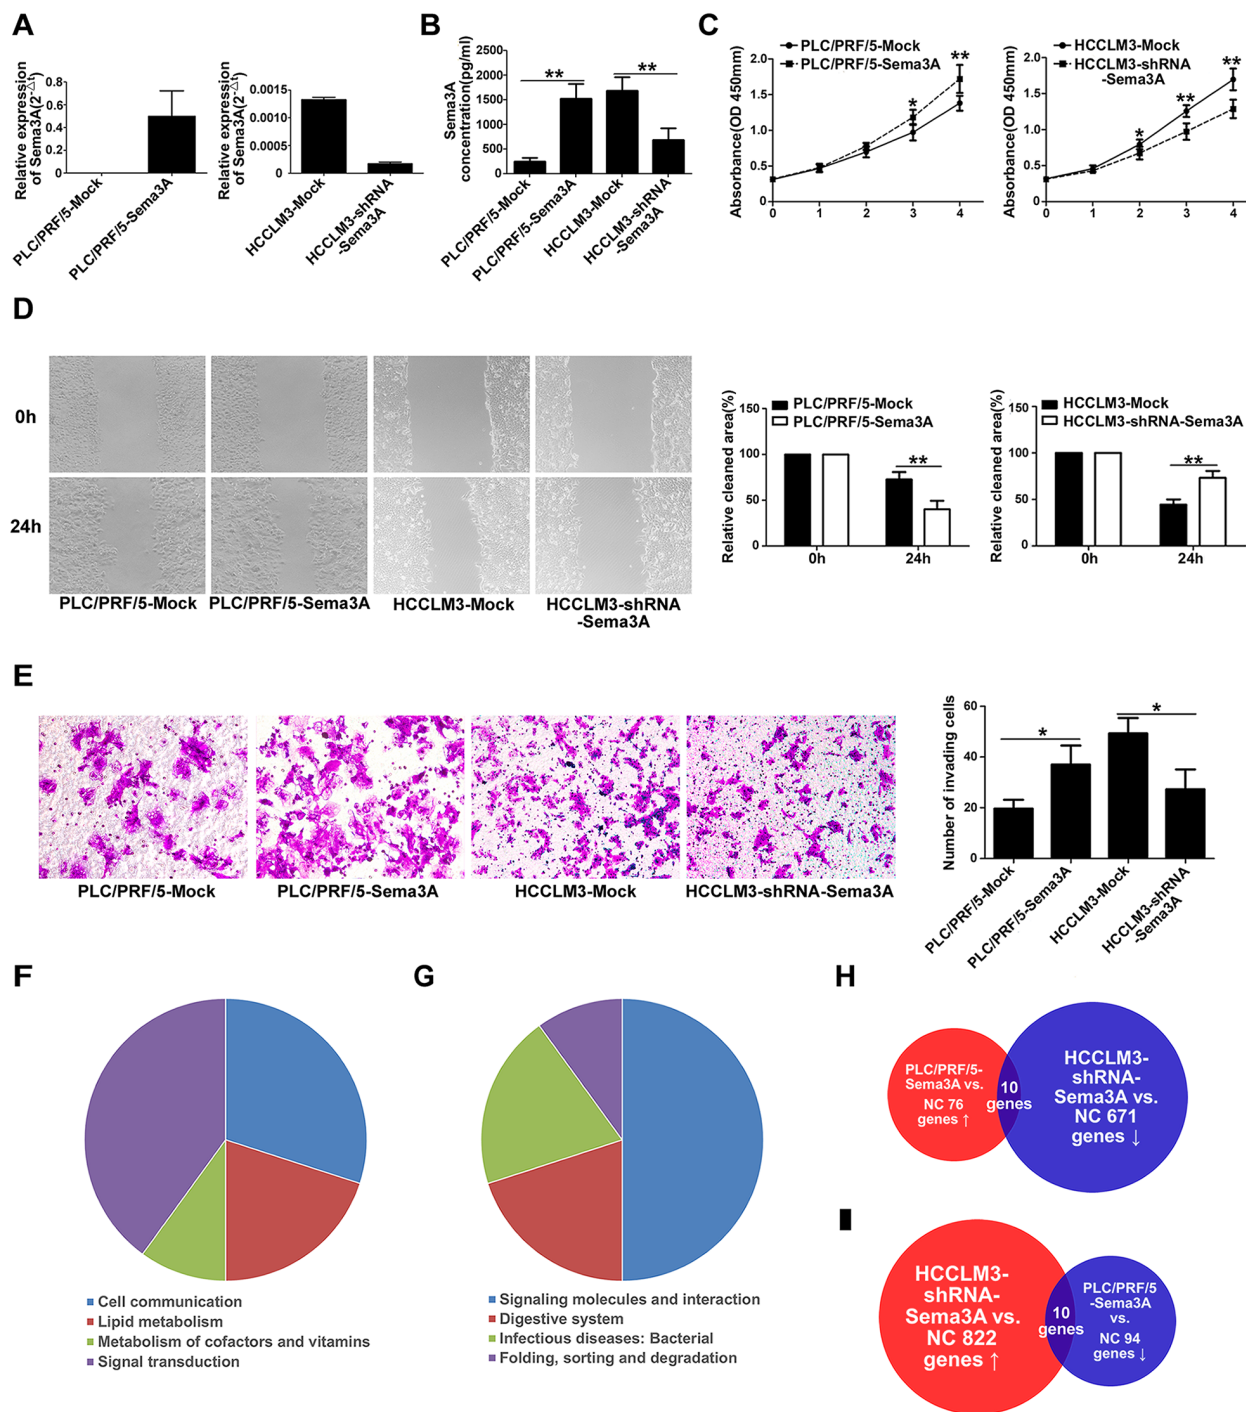 A
Relative expression
of Sema3A(2-△t)
0.8
0.6
0.4
0.2
0
PLC/PRF/5-Mock
PLC/PRF/5-Sema3A
Relative expression
of Sema3A(2-△t)
0.0015
0.0010
0.0005
0
HCCLM3-Mock
HCCLM3-shRNA
-Sema3A
B
Sema3A
concentration(pg/ml)
2500
2000
1500
1000
500
0
**
**
PLC/PRF/5-Mock
PLC/PRF/5-Sema3A
HCCLM3-Mock
HCCLM3-shRNA
-Sema3A
C
Absorbance(OD 450mm)
2.0
1.5
1.0
0.5
0
PLC/PRF/5-Mock
PLC/PRF/5-Sema3A
*
**
0 1 2 3 4
Absorbance(OD 450mm)
2.0
1.5
1.0
0.5
0
HCCLM3-Mock
HCCLM3-shRNA
-Sema3A
*
**
**
0 1 2 3 4
D
0h
24h
PLC/PRF/5-Mock
PLC/PRF/5-Sema3A
HCCLM3-Mock
HCCLM3-shRNA
-Sema3A
Relative cleaned area(%)
150
100
50
0
PLC/PRF/5-Mock
PLC/PRF/5-Sema3A
**
0h 24h
Relative cleaned area(%)
150
100
50
0
HCCLM3-Mock
HCCLM3-shRNA-Sema3A
**
0h 24h
E
PLC/PRF/5-Mock
PLC/PRF/5-Sema3A
HCCLM3-Mock
HCCLM3-shRNA-Sema3A
Number of invading cells
60
40
20
0
*
*
PLC/PRF/5-Mock
PLC/PRF/5-Sema3A
HCCLM3-Mock
HCCLM3-shRNA
-Sema3A
F
Cell communication
Lipid metabolism
Metabolism of cofactors and vitamins
Signal transduction
G
Signaling molecules and interaction
Digestive system
Infectious diseases: Bacterial
Folding, sorting and degradation
H
PLC/PRF/5-
Sema3A vs.
NC 76
genes ↑
10
genes
HCCLM3-
shRNA-
Sema3A vs.
NC 671
genes ↓
I
HCCLM3-
shRNA-
Sema3A vs.
NC 822
genes ↑
10
genes
PLC/PRF/5
-Sema3A
vs.
NC 94
genes ↓